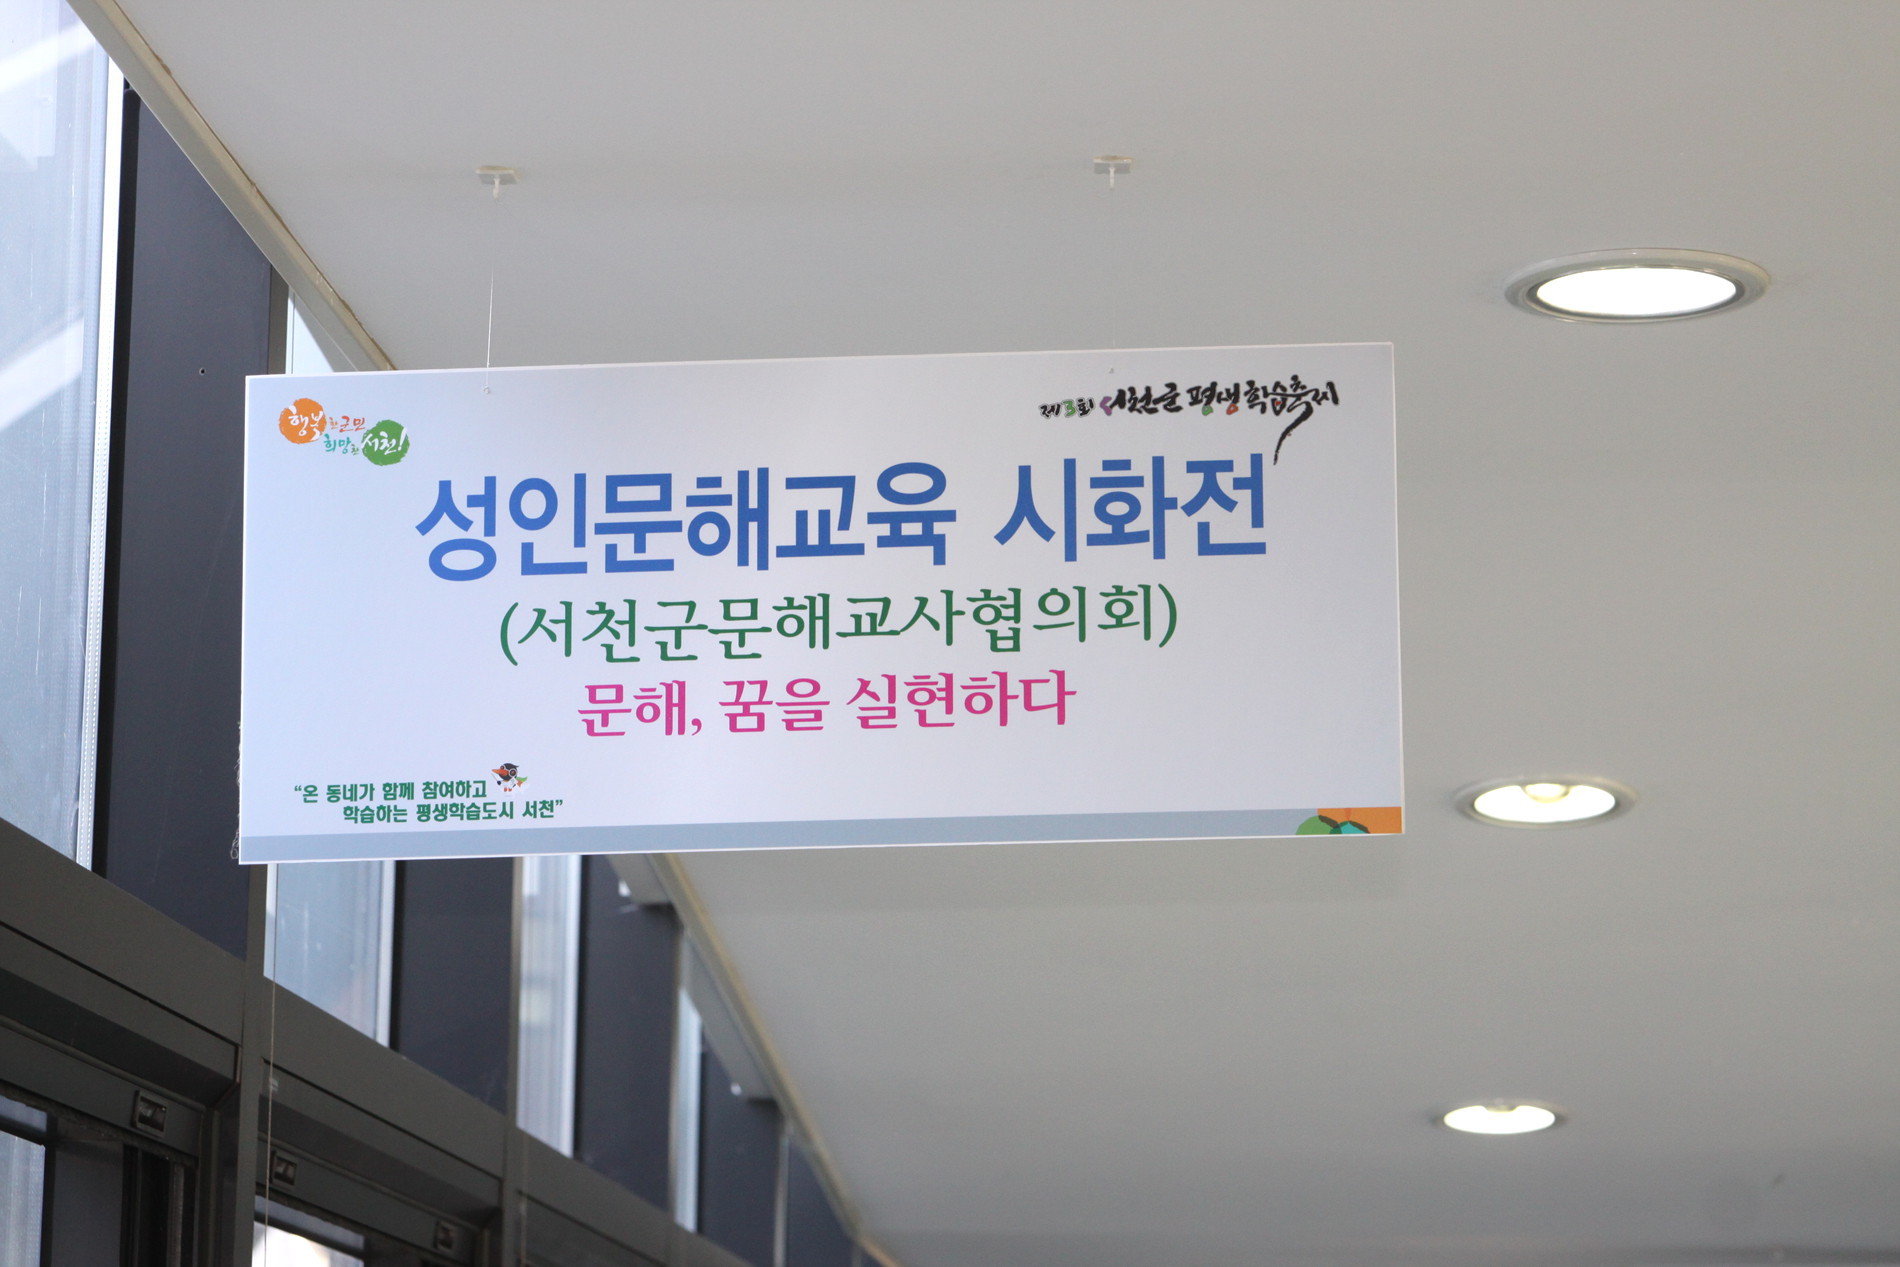 행복한 군민
희망찬 서천!
제3회 서천군 평생학습축제
성인문해교육 시화전
(서천군문해교사협의회)
문해, 꿈을 실현하다
“온 동네가 함께 참여하고
학습하는 평생학습도시 서천”